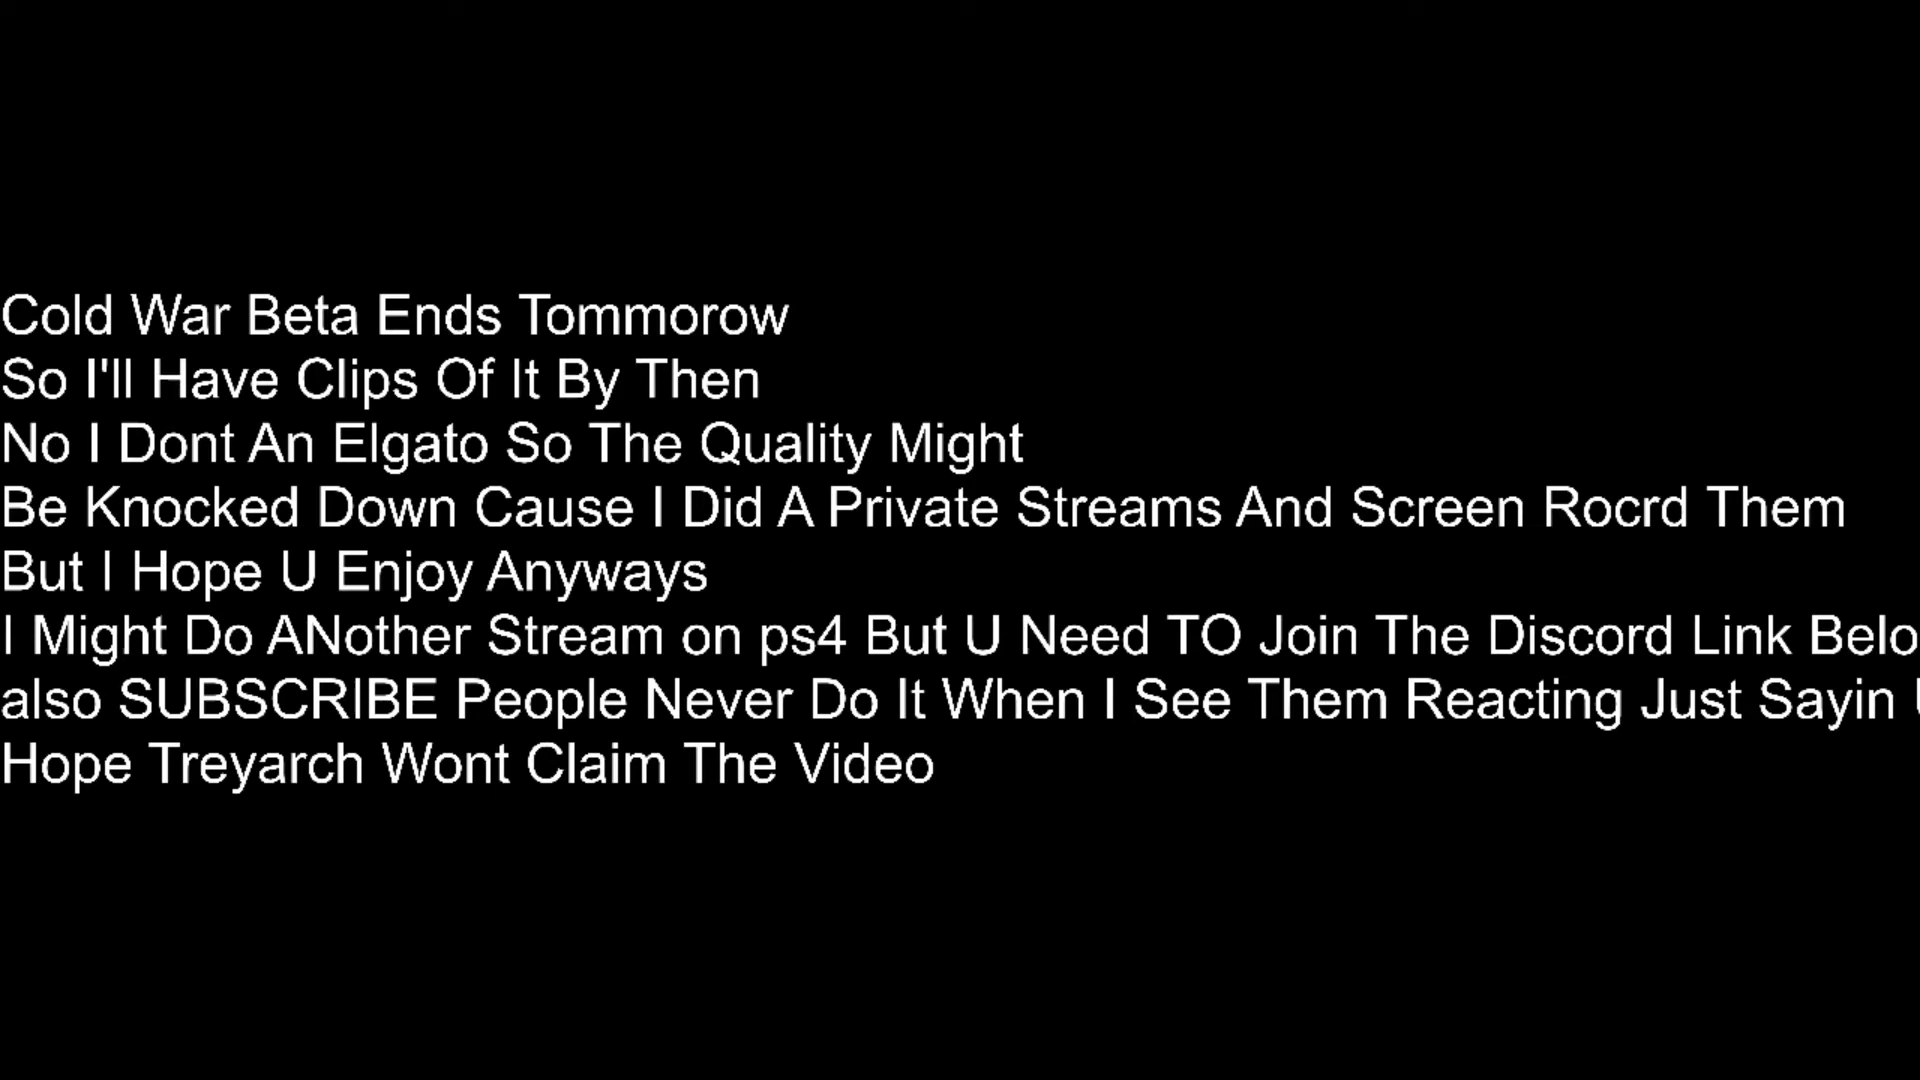 Cold War Beta Ends Tommorow
So I'll Have Clips Of It By Then
No I Dont An Elgato So The Quality Might
Be Knocked Down Cause I Did A Private Streams And Screen Rocrd Them
But I Hope U Enjoy Anyways
I Might Do ANother Stream on ps4 But U Need TO Join The Discord Link Belo
also SUBSCRIBE People Never Do It When I See Them Reacting Just Sayin
Hope Treyarch Wont Claim The Video